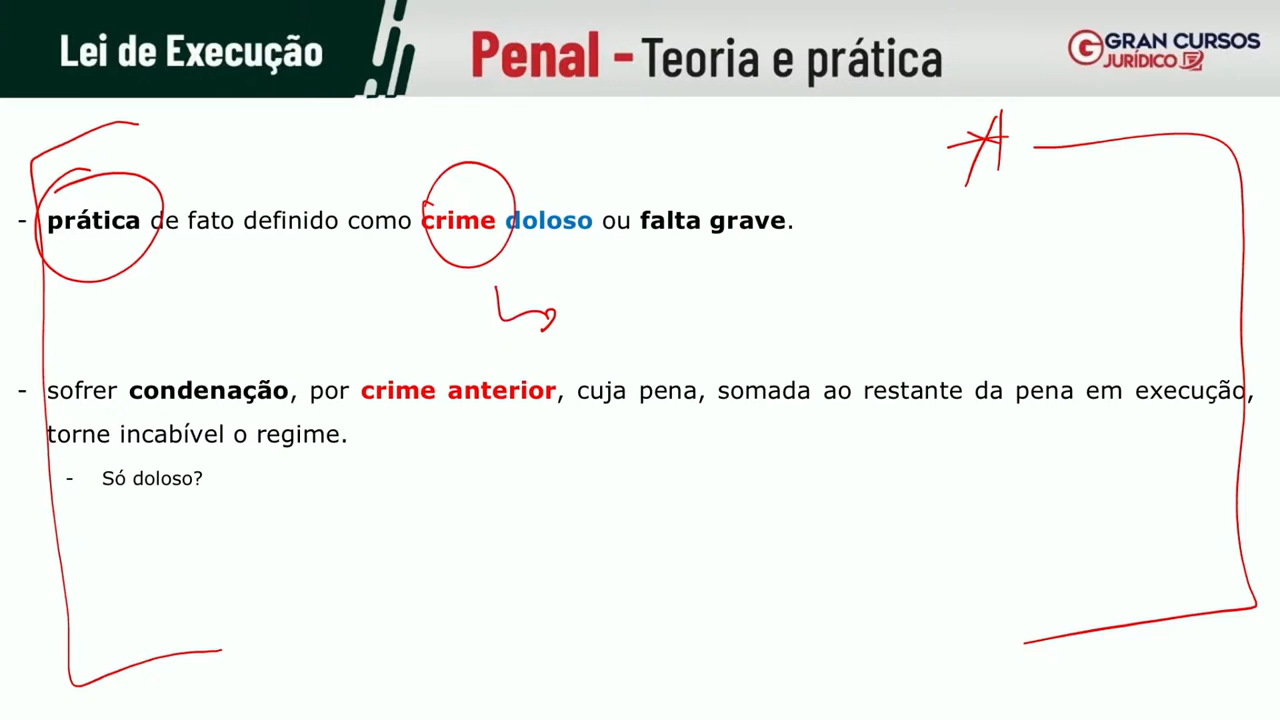 Lei de Execução Penal - Teoria e prática
GRAN CURSOS
JURÍDICO
- prática de fato definido como crime doloso ou falta grave.
- sofrer condenação, por crime anterior, cuja pena, somada ao restante da pena em execução,
torne incabível o regime.
- Só doloso?